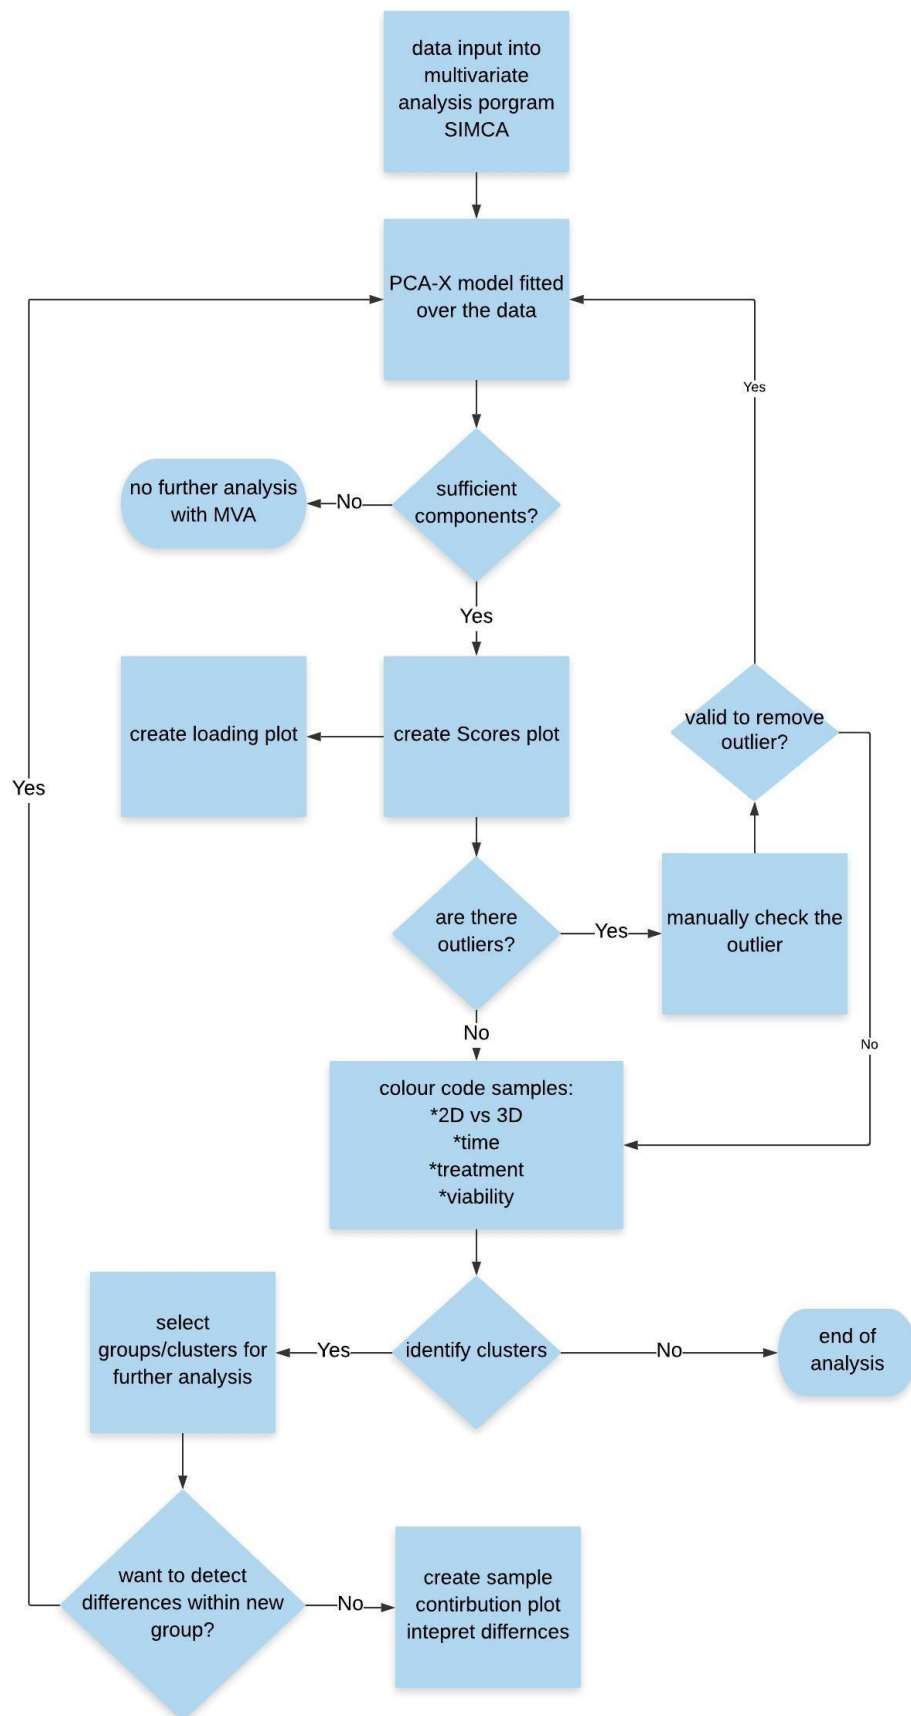 data input into
multivariate
analysis porgram
SIMCA
PCA-X model fitted
over the data
Yes
no further analysis
with MVA
No
sufficient
components?
Yes
create loading plot
create Scores plot
valid to remove
outlier?
Yes
are there
outliers?
Yes
manually check the
outlier
No
No
colour code samples:
*2D vs 3D
*time
*treatment
*viability
select
groups/clusters for
further analysis
Yes
identify clusters
No
end of
analysis
want to detect
differences within new
group?
No
create sample
contirbution plot
intepret differnces